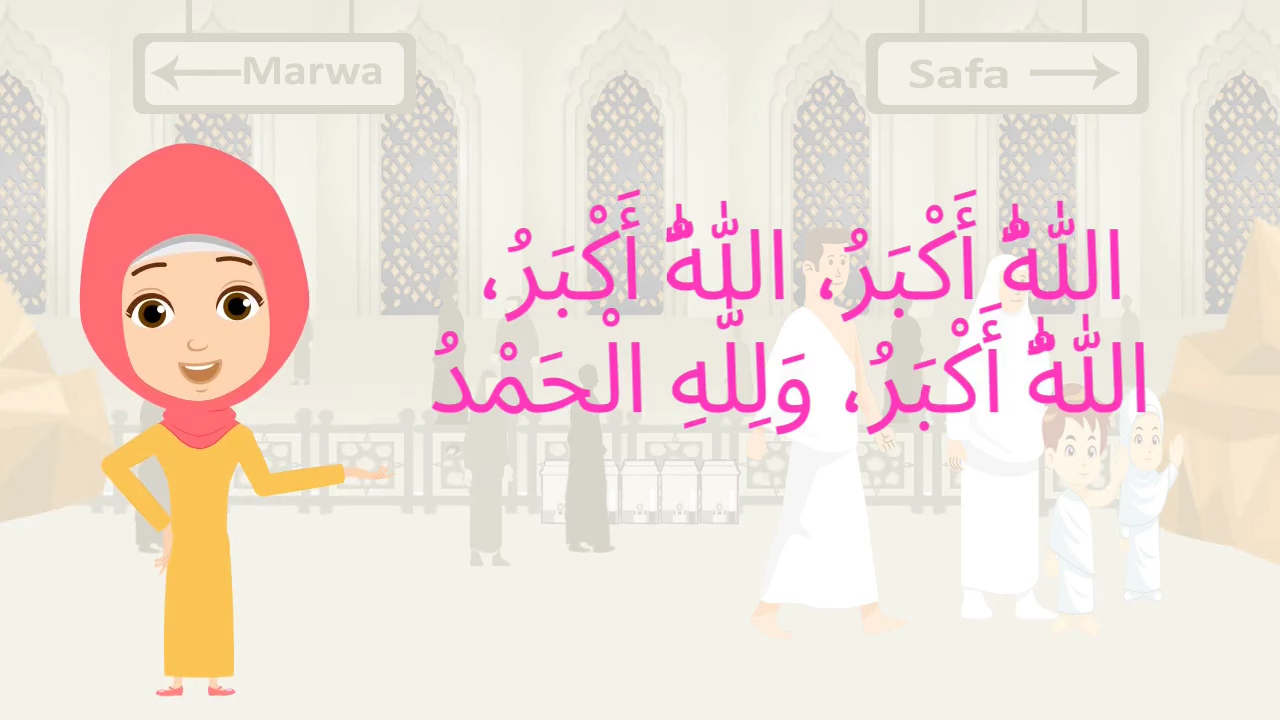 Marwa
Safa
اللّٰهُ أَكْبَرُ، اللّٰهُ أَكْبَرُ،
اللّٰهُ أَكْبَرُ، وَلِلّٰهِ الْحَمْدُ